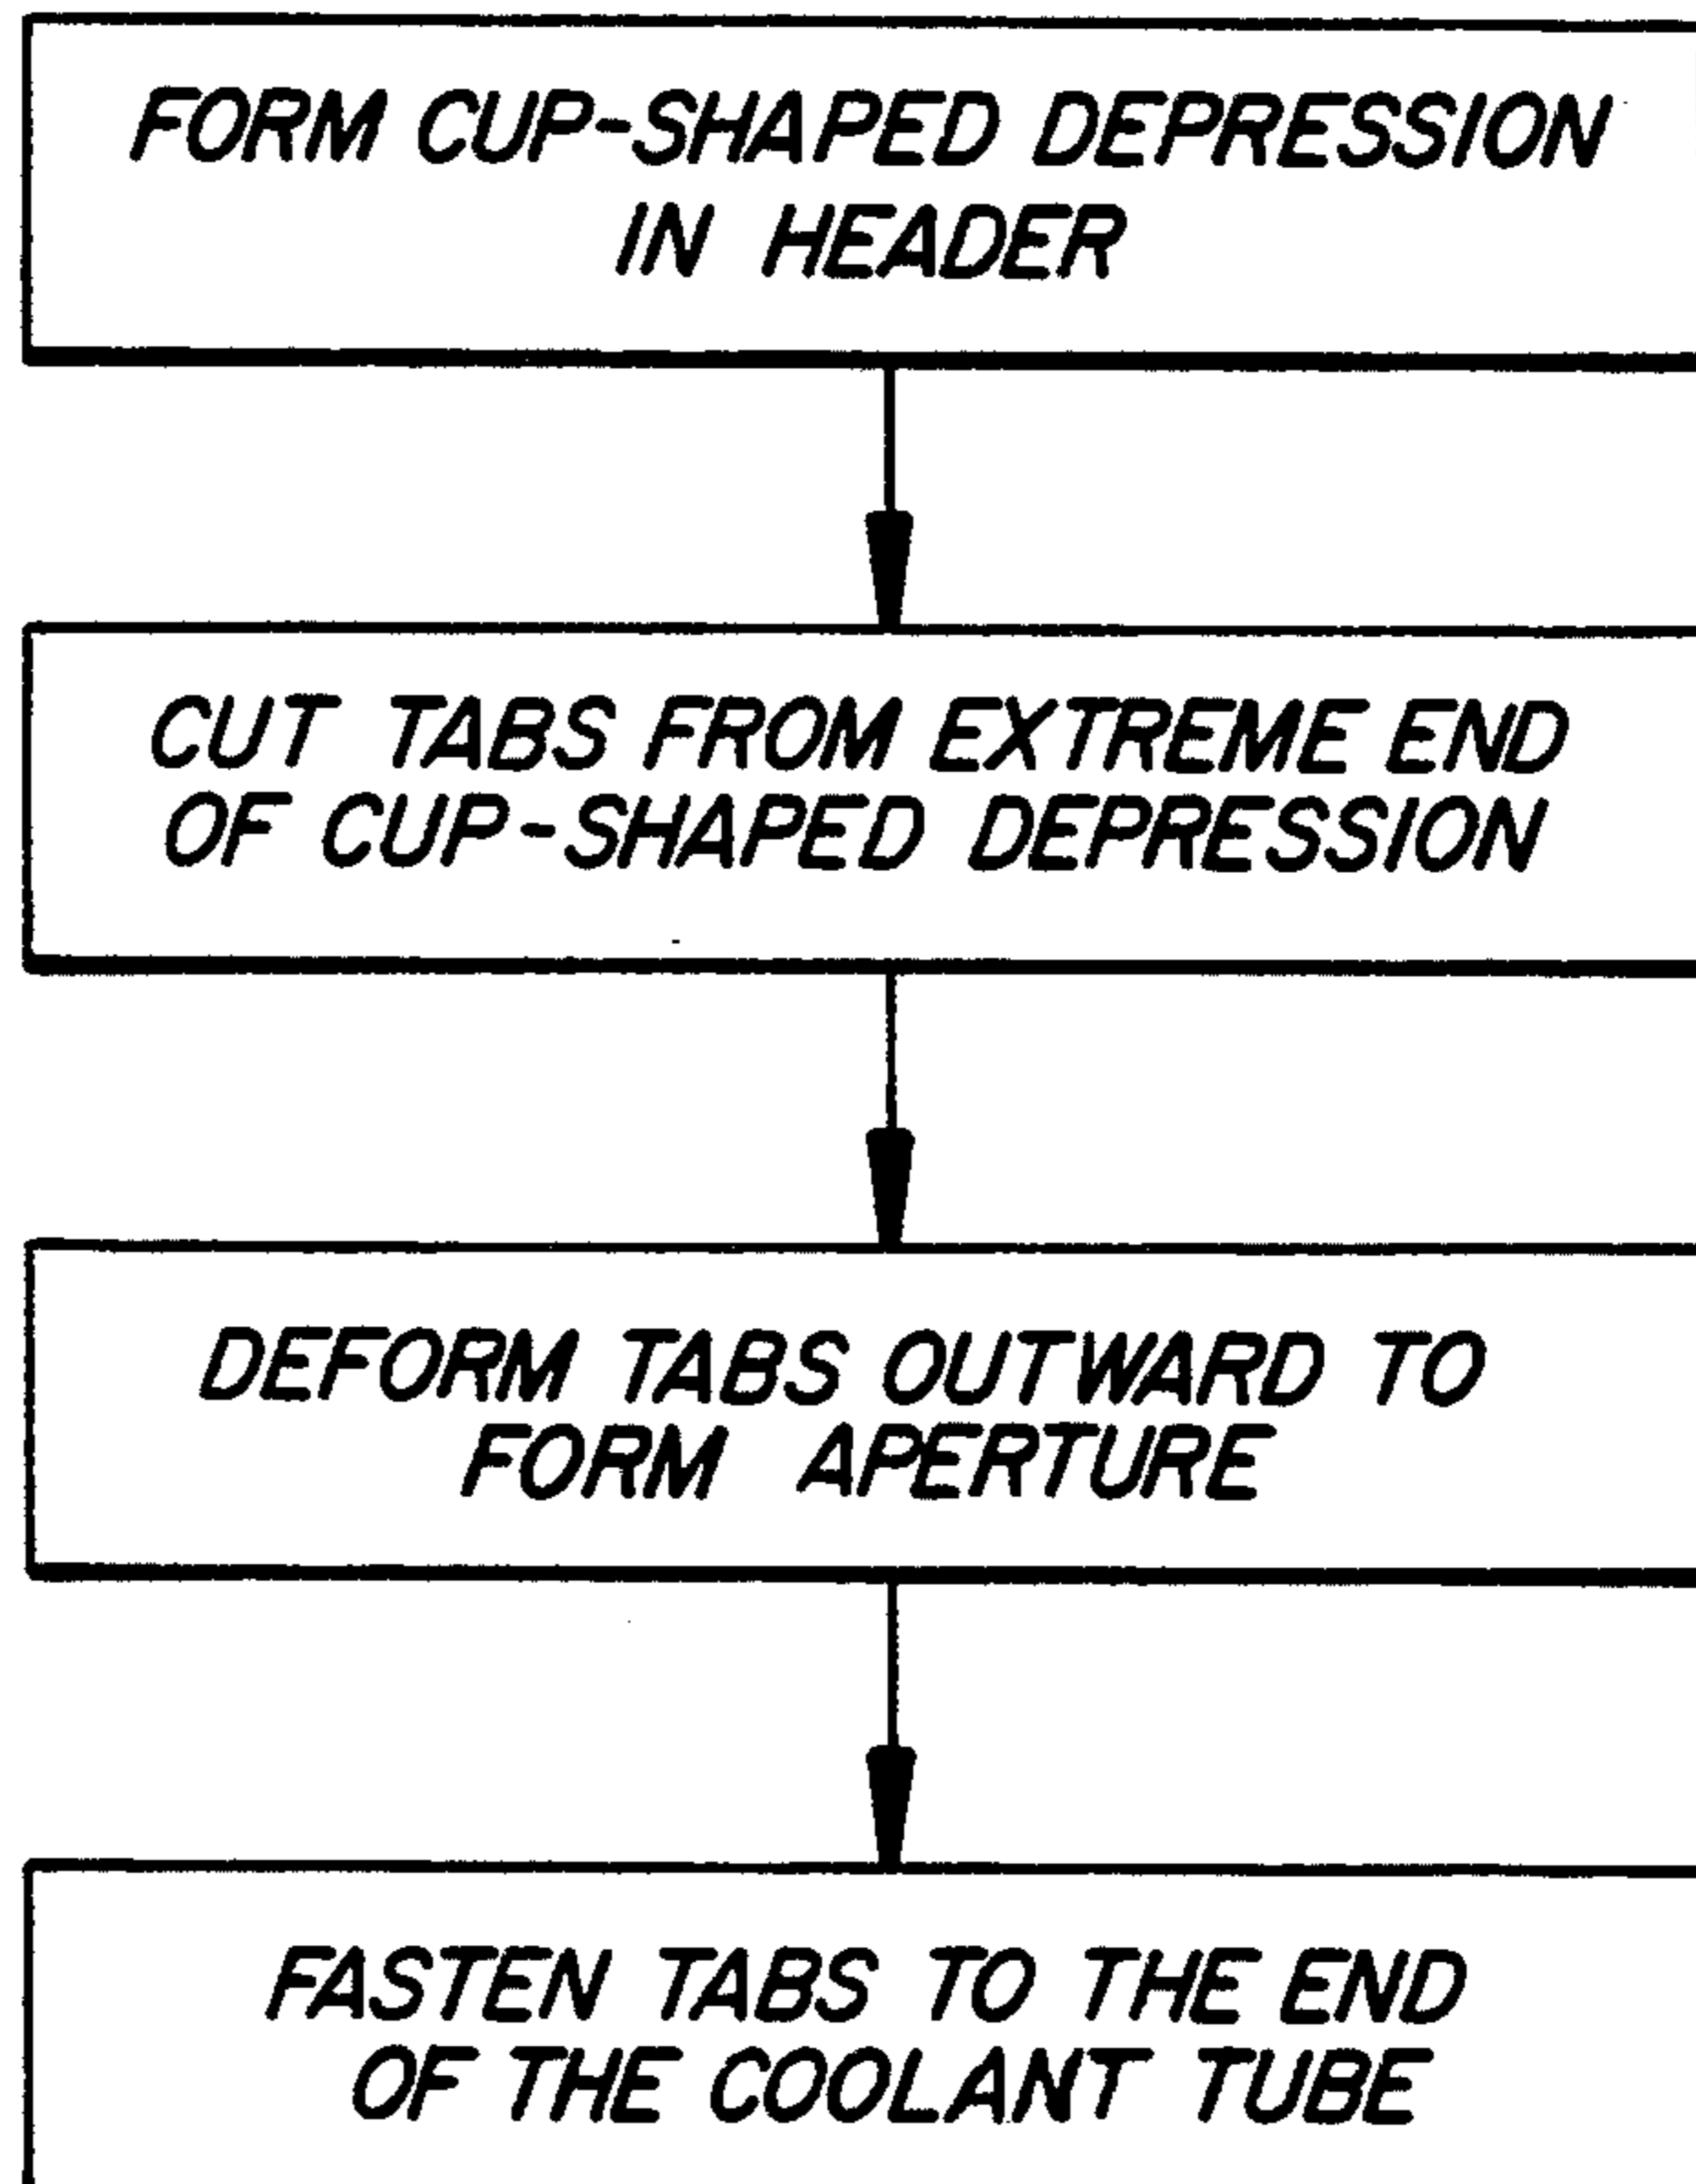 FORM CUP-SHAPED DEPRESSION
IN HEADER
CUT TABS FROM EXTREME END
OF CUP-SHAPED DEPRESSION
DEFORM TABS OUTWARD TO
FORM APERTURE
FASTEN TABS TO THE END
OF THE COOLANT TUBE